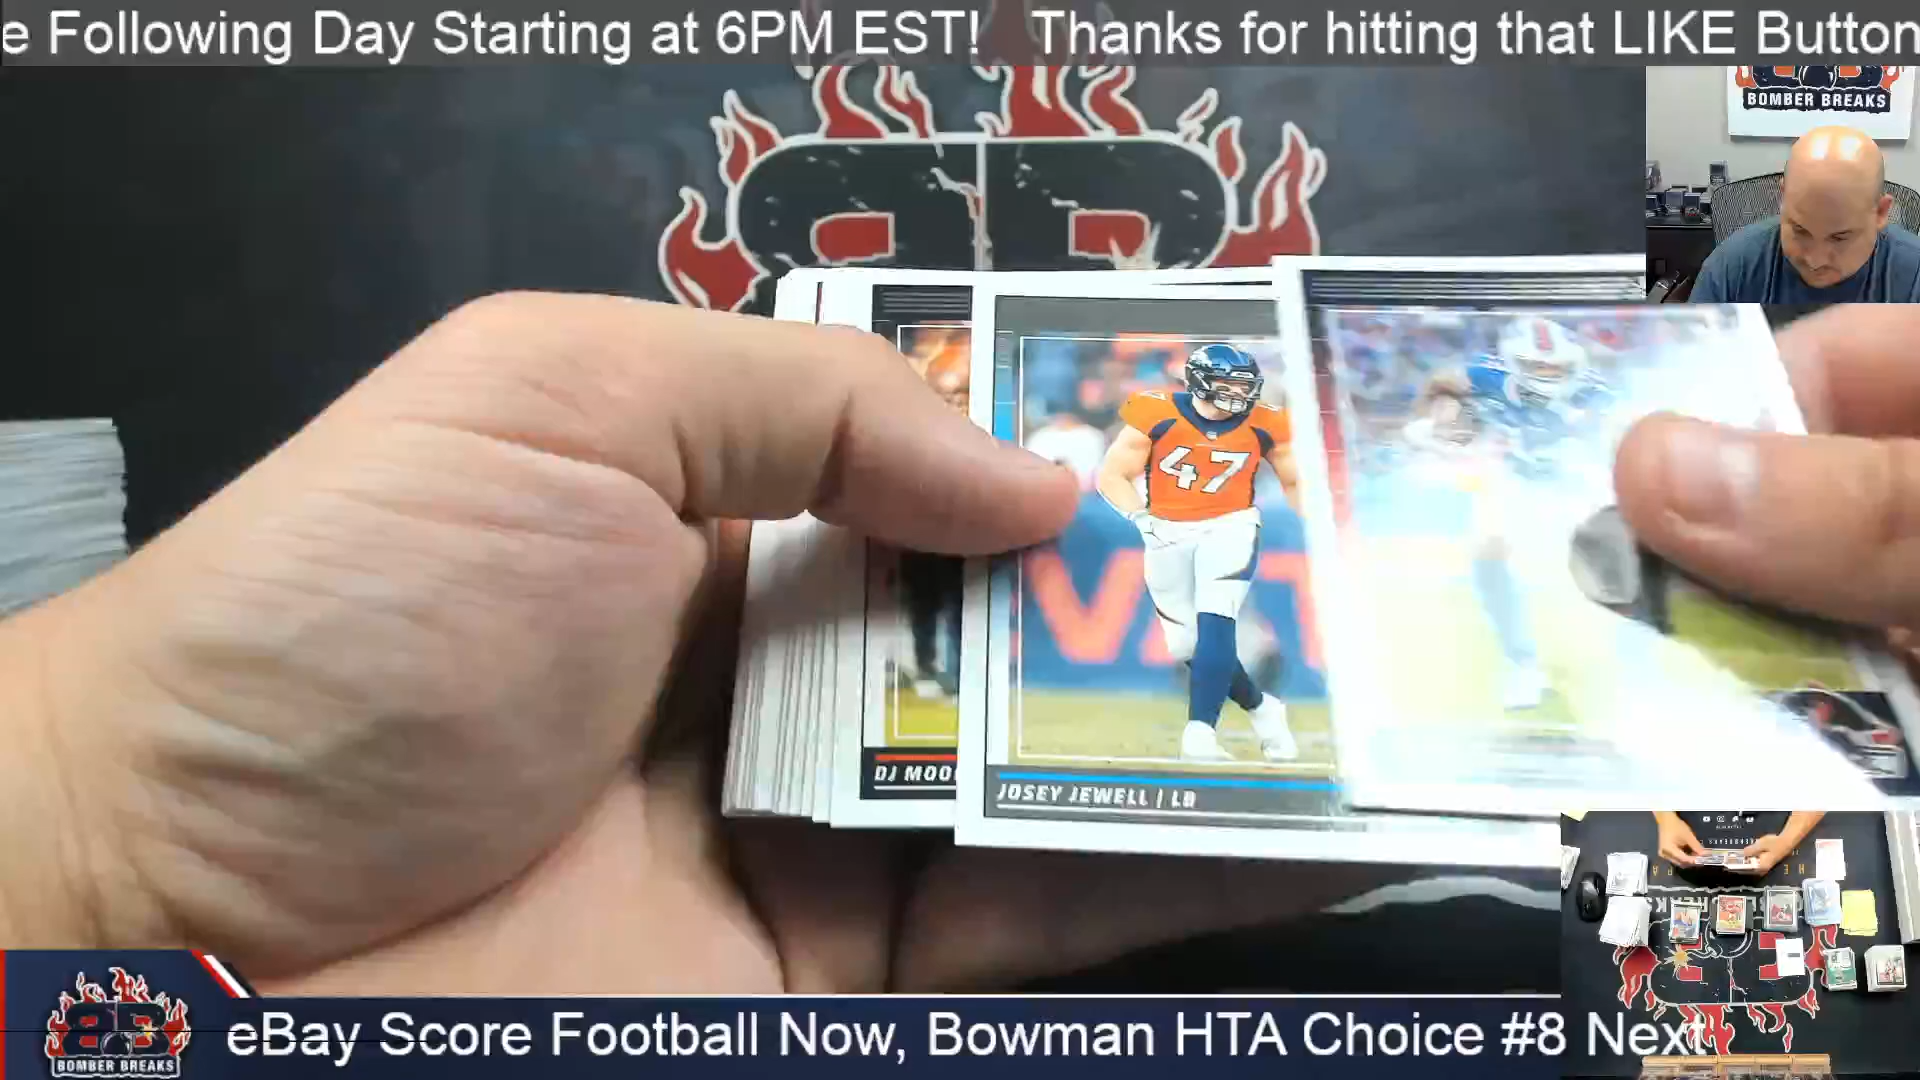 e Following Day Starting at 6PM EST! Thanks for hitting that LIKE Button
BOMBER BREAKS
47
DJ MOO
JOSEY JEWELL | LB
BOMBER BREAKS
eBay Score Football Now, Bowman HTA Choice #8 Next